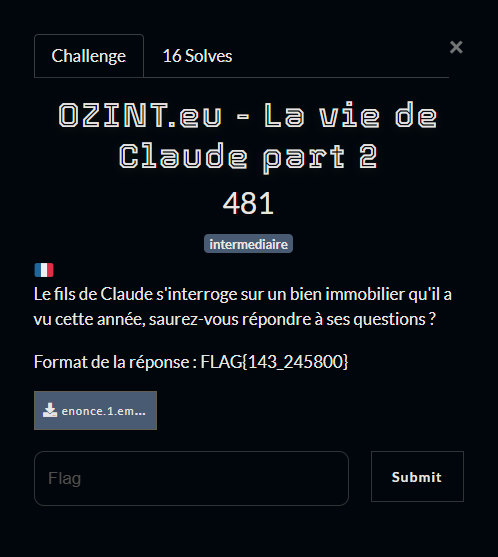 Challenge
16 Solves
×
OZINT.eu - La vie de
Claude part 2
481
intermediaire
Le fils de Claude s'interroge sur un bien immobilier qu'il a
vu cette année, saurez-vous répondre à ses questions ?
Format de la réponse : FLAG{143_245800}
enonce.1.em...
Flag
Submit